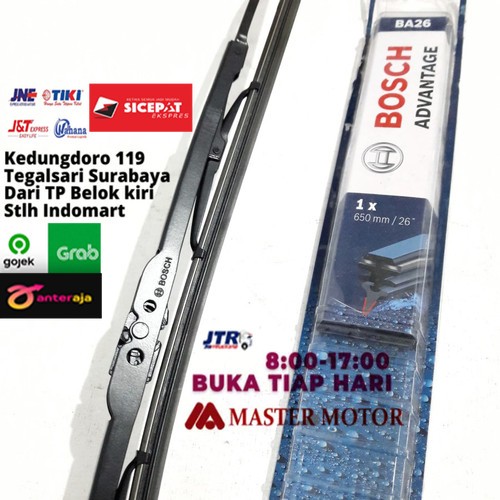 BA26
JNE
EXPRESS
TIKI
SICEPAT
EKSPRES
J&T EXPRESS
Wahana
Kedungdoro 119
Tegalsari Surabaya
Dari TP Belok kiri
Stlh Indomart
gojek
Grab
anteraja
BOSCH
BOSCH
ADVANTAGE
1 x
650 mm / 26"
JTR
8:00-17:00
BUKA TIAP HARI
MASTER MOTOR